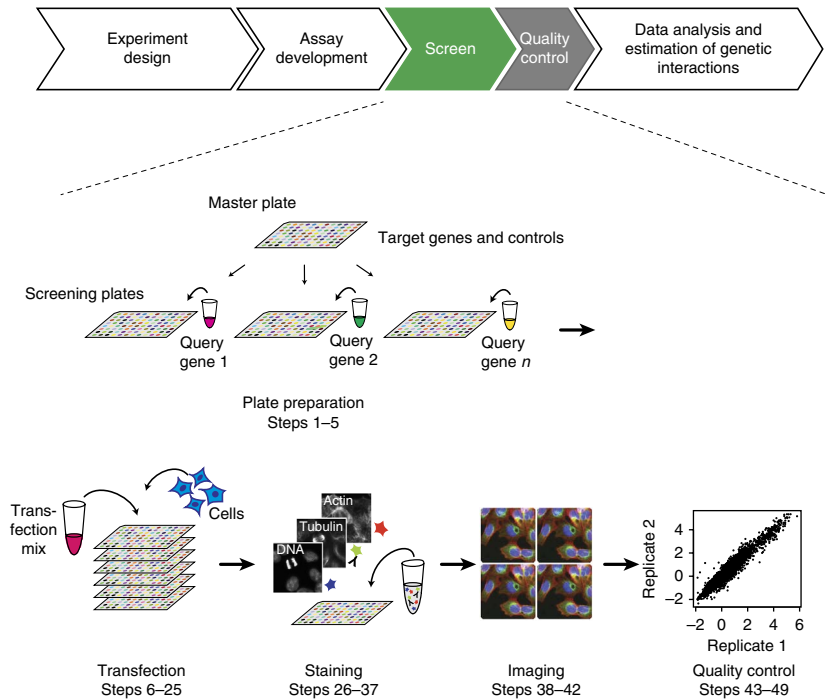 Experiment
design
Assay
development
Screen
Quality
control
Data analysis and
estimation of genetic
interactions
Master plate
Target genes and controls
Screening plates
Query
gene 1
Query
gene 2
Query
gene n
Plate preparation
Steps 1–5
Trans-
fection
mix
Cells
Actin
Tubulin
DNA
Replicate 2
4
2
0
–2
–2 0 2 4 6
Replicate 1
Transfection
Steps 6–25
Staining
Steps 26–37
Imaging
Steps 38–42
Quality control
Steps 43–49